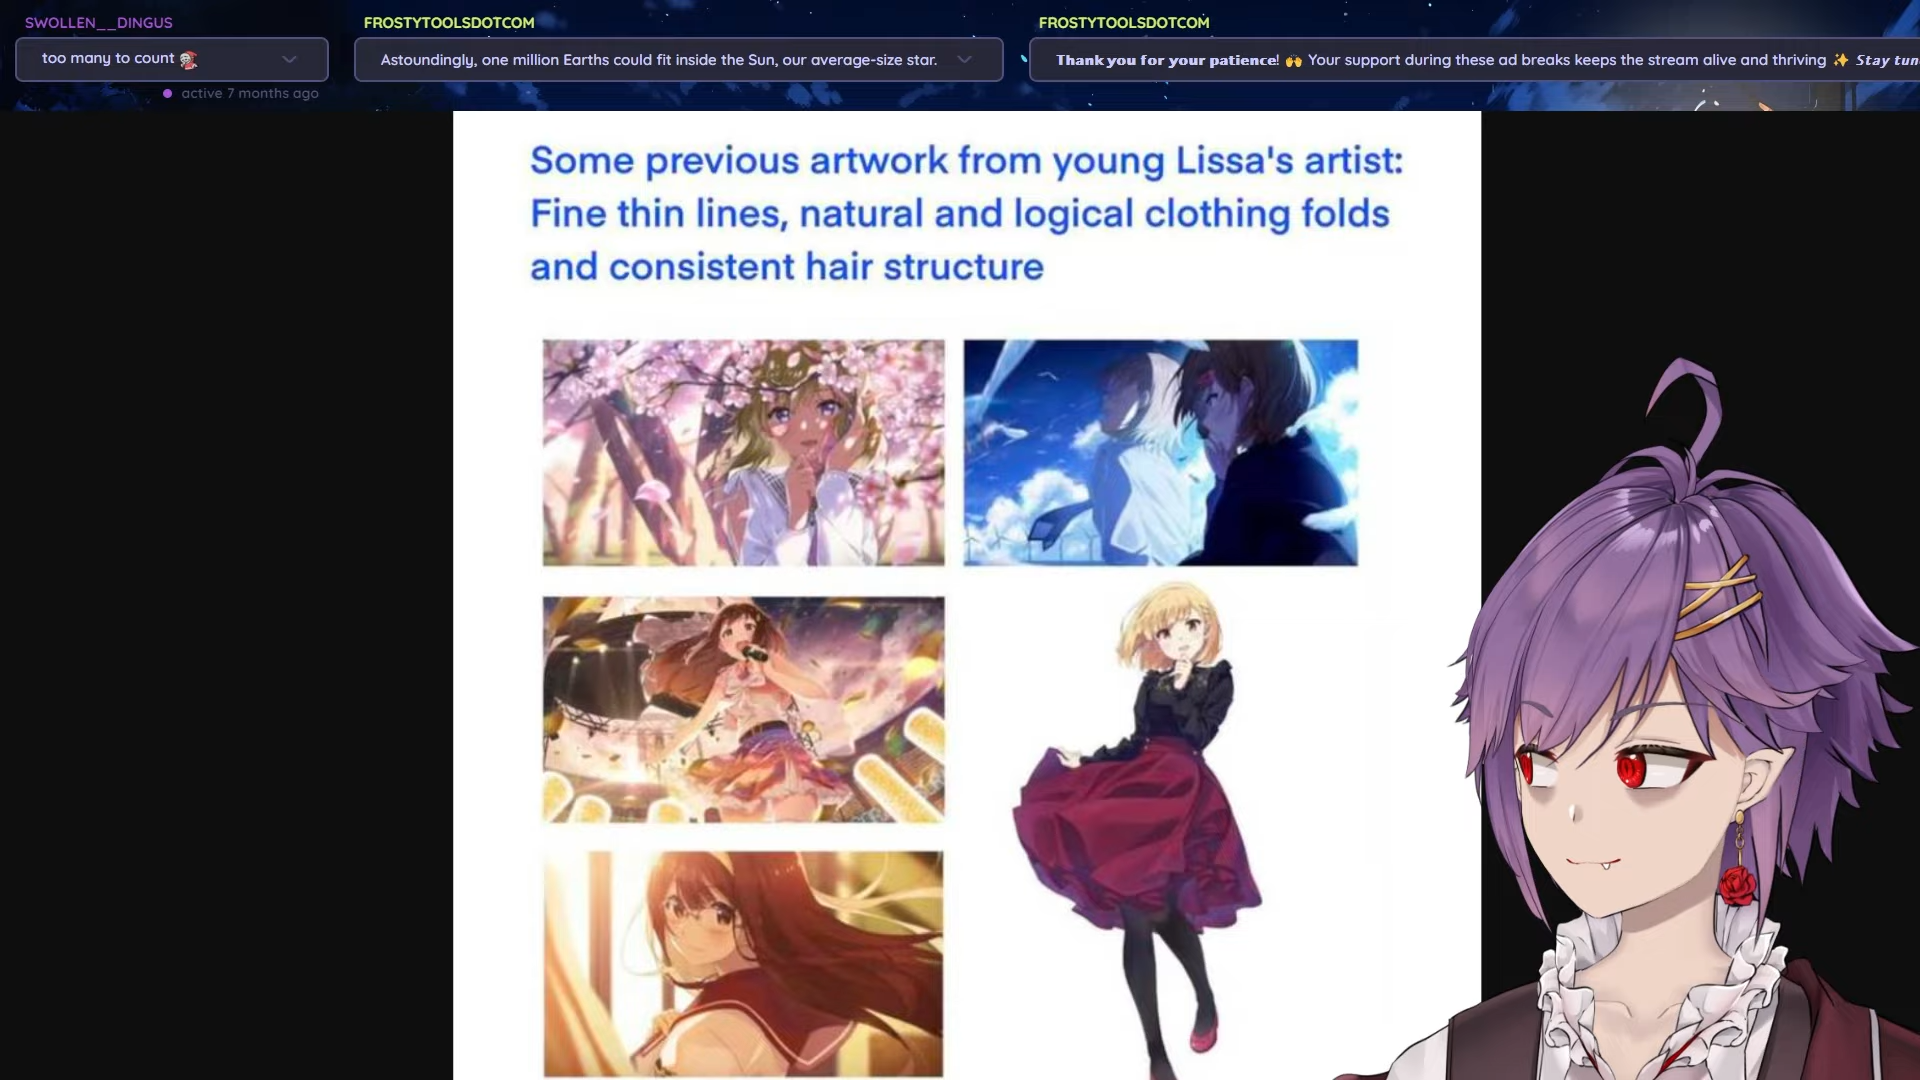 SWOLLEN__DINGUS
too many to count
active 7 months ago
FROSTYTOOLSDOTCOM
Astoundingly, one million Earths could fit inside the Sun, our average-size star.
FROSTYTOOLSDOTCOM
Thank you for your patience! 🙌 Your support during these ad breaks keeps the stream alive and thriving ✨ Stay
Some previous artwork from young Lissa's artist:
Fine thin lines, natural and logical clothing folds
and consistent hair structure